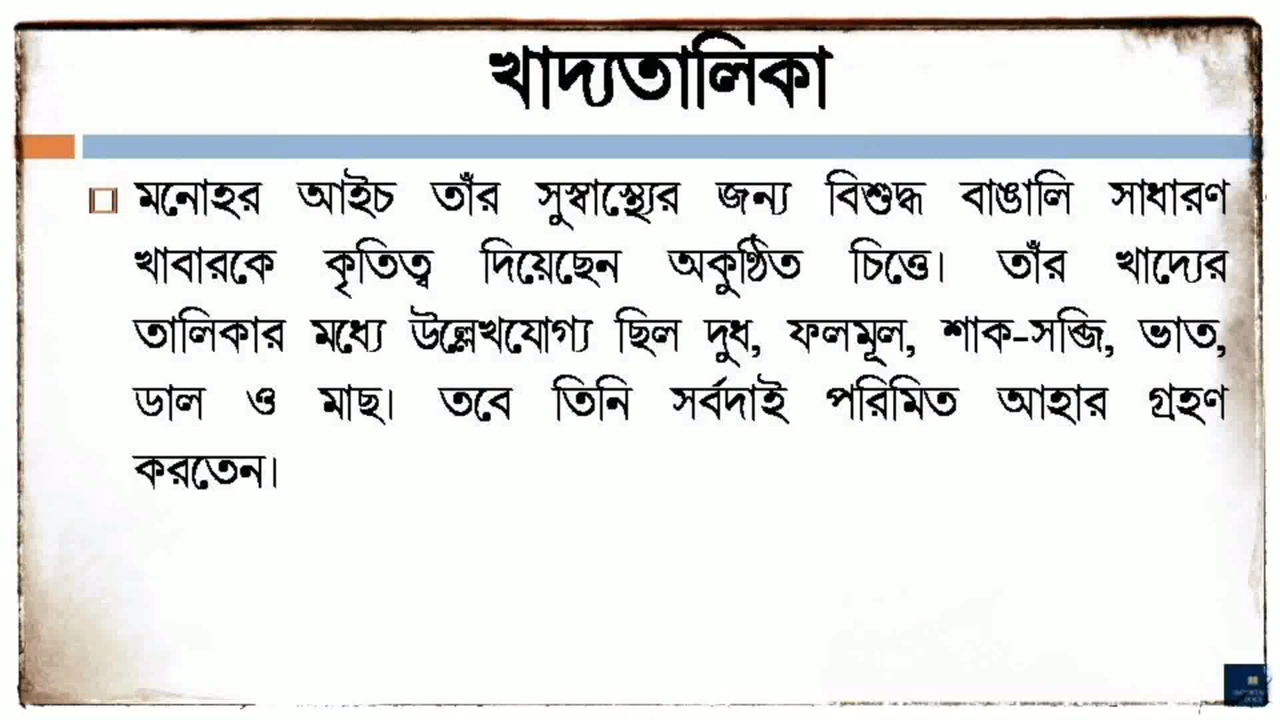 খাদ্যতালিকা
মনোহর আইচ তাঁর সুস্বাস্থ্যের জন্য বিশুদ্ধ বাঙালি সাধারণ
খাবারকে কৃতিত্ব দিয়েছেন অকুণ্ঠিত চিত্তে। তাঁর খাদ্যের
তালিকার মধ্যে উল্লেখযোগ্য ছিল দুধ, ফলমূল, শাক-সব্জি, ভাত,
ডাল ও মাছ। তবে তিনি সর্বদাই পরিমিত আহার গ্রহণ
করতেন।